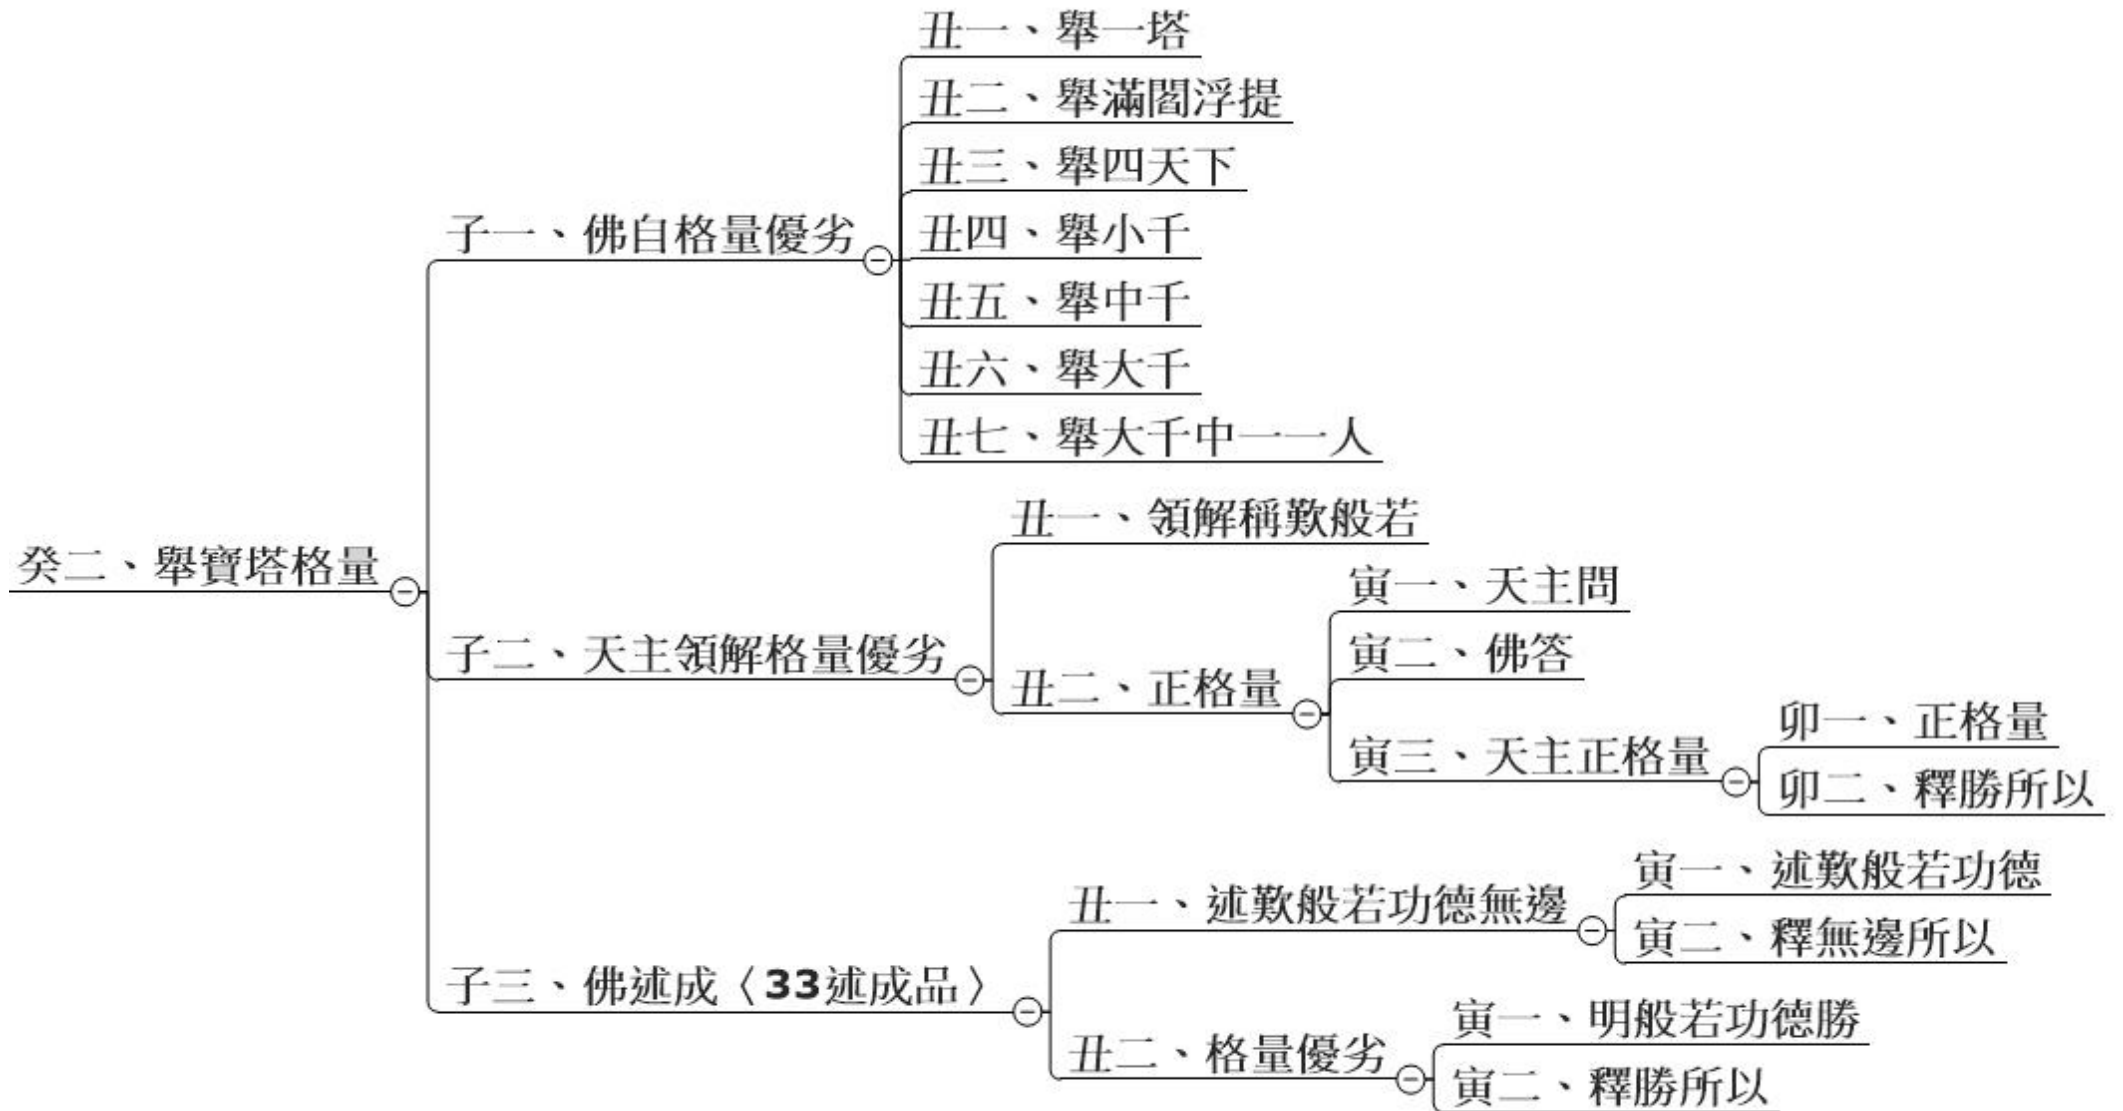 癸二、舉寶塔格量
子一、佛自格量優劣
丑一、舉一塔
丑二、舉滿閻浮提
丑三、舉四天下
丑四、舉小千
丑五、舉中千
丑六、舉大千
丑七、舉大千中一一人
子二、天主領解格量優劣
丑一、領解稱歎般若
丑二、正格量
寅一、天主問
寅二、佛答
寅三、天主正格量
卯一、正格量
卯二、釋勝所以
子三、佛述成〈33述成品〉
丑一、述歎般若功德無邊
寅一、述歎般若功德
寅二、釋無邊所以
丑二、格量優劣
寅一、明般若功德勝
寅二、釋勝所以